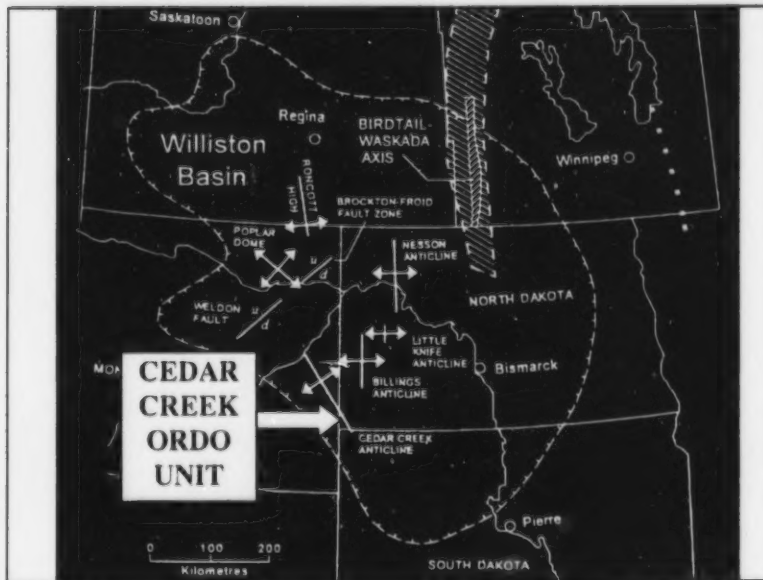 Saskatoon
Regina
Williston
Basin
BIRDTAIL-
WASKADA
AXIS
Winnipeg
RONCOTT
HIGH
BROCKTON-FROID
FAULT ZONE
POPLAR
DOME
u
d
NESSON
ANTICLINE
NORTH DAKOTA
WELDON
FAULT
u
d
LITTLE
KNIFE
ANTICLINE
Bismarck
BILLINGS
ANTICLINE
CEDAR
CREEK
ORDO
UNIT
CEDAR CREEK
ANTICLINE
Pierre
0 100 200
Kilometres
SOUTH DAKOTA